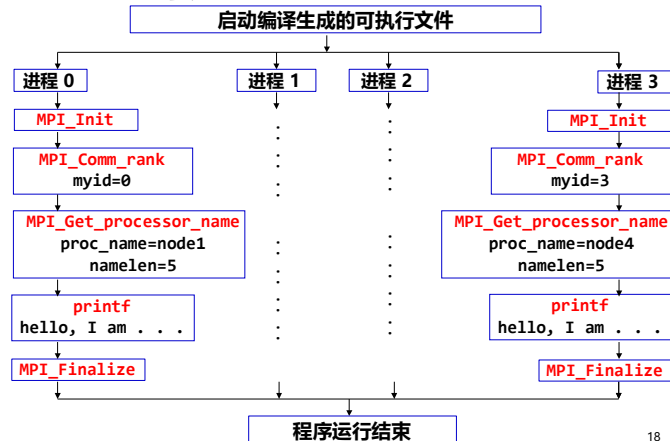 启动编译生成的可执行文件
进程 0
进程 1
进程 2
进程 3
MPI_Init
MPI_Init
MPI_Comm_rank
myid=0
MPI_Comm_rank
myid=3
MPI_Get_processor_name
proc_name=node1
namelen=5
MPI_Get_processor_name
proc_name=node4
namelen=5
printf
hello, I am . . .
printf
hello, I am . . .
MPI_Finalize
MPI_Finalize
程序运行结束
18